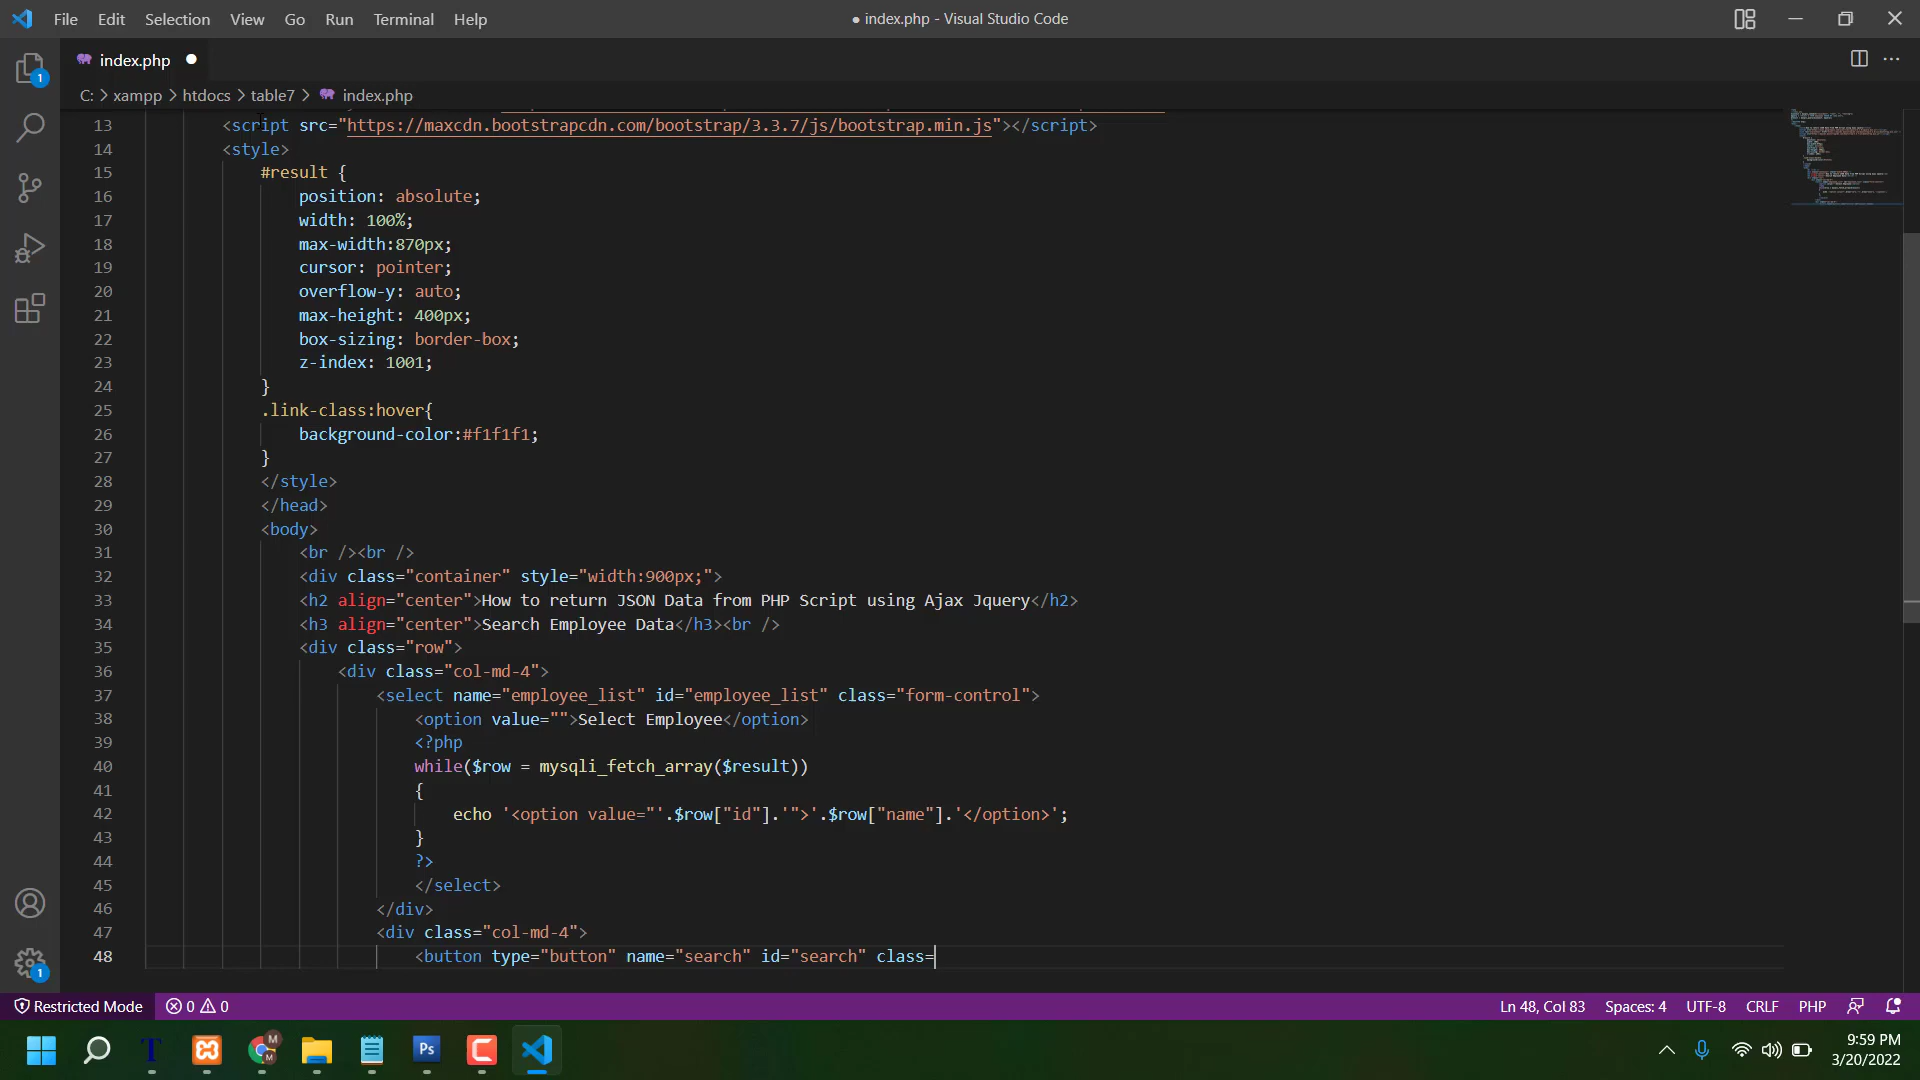 File Edit Selection View Go Run Terminal Help
● index.php - Visual Studio Code
index.php ●
C: > xampp > htdocs > table7 > index.php
13 <script src="https://maxcdn.bootstrapcdn.com/bootstrap/3.3.7/js/bootstrap.min.js"></script>
14 <style>
15 #result {
16 position: absolute;
17 width: 100%;
18 max-width:870px;
19 cursor: pointer;
20 overflow-y: auto;
21 max-height: 400px;
22 box-sizing: border-box;
23 z-index: 1001;
24 }
25 .link-class:hover{
26 background-color:#f1f1f1;
27 }
28 </style>
29 </head>
30 <body>
31 <br /><br />
32 <div class="container" style="width:900px;">
33 <h2 align="center">How to return JSON Data from PHP Script using Ajax Jquery</h2>
34 <h3 align="center">Search Employee Data</h3><br />
35 <div class="row">
36 <div class="col-md-4">
37 <select name="employee_list" id="employee_list" class="form-control">
38 <option value="">Select Employee</option>
39 <?php
40 while($row = mysqli_fetch_array($result))
41 {
42 echo '<option value="'.$row["id"].'">'.$row["name"].'</option>';
43 }
44 ?>
45 </select>
46 </div>
47 <div class="col-md-4">
48 <button type="button" name="search" id="search" class=
1
1
Restricted Mode 0 0 Ln 48, Col 83 Spaces: 4 UTF-8 CRLF PHP
T M M Ps C
9:59 PM
3/20/2022